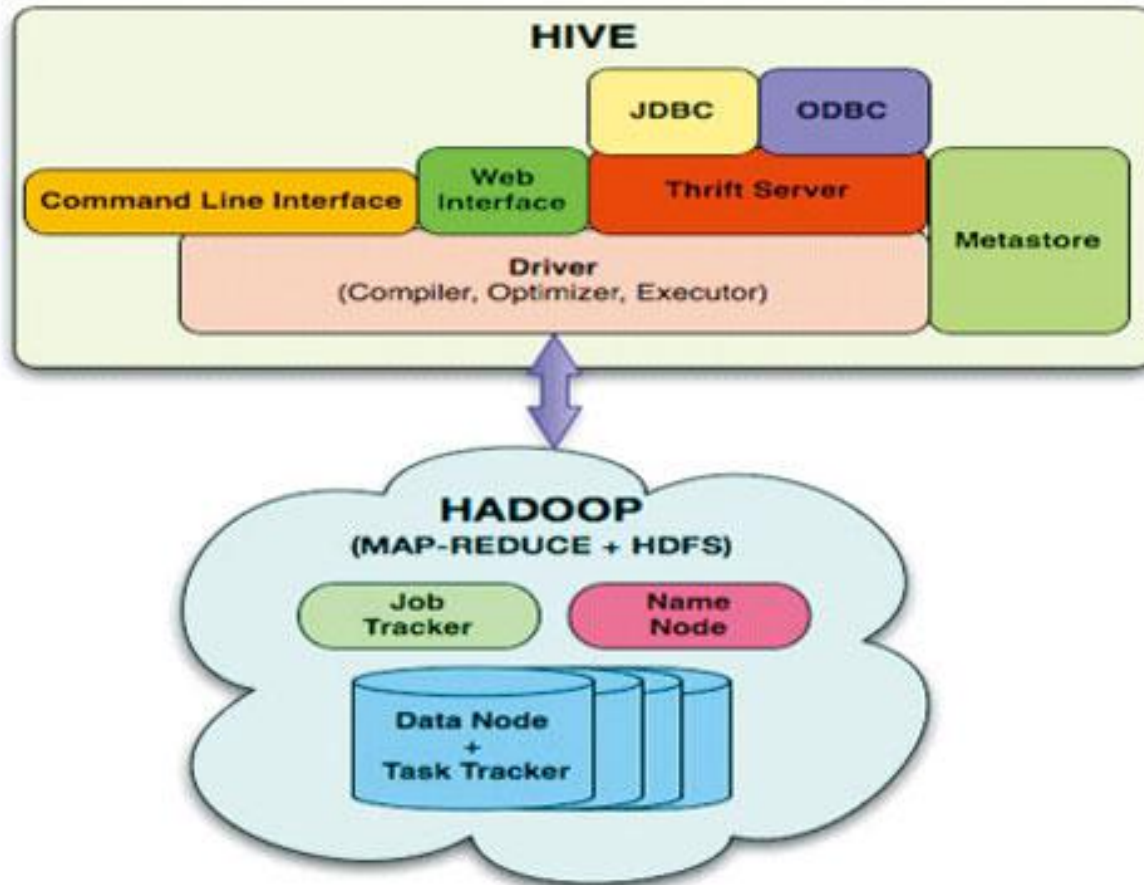 HIVE
JDBC
ODBC
Command Line Interface
Web
Interface
Thrift Server
Metastore
Driver
(Compiler, Optimizer, Executor)
HADOOP
(MAP-REDUCE + HDFS)
Job
Tracker
Name
Node
Data Node
+
Task Tracker